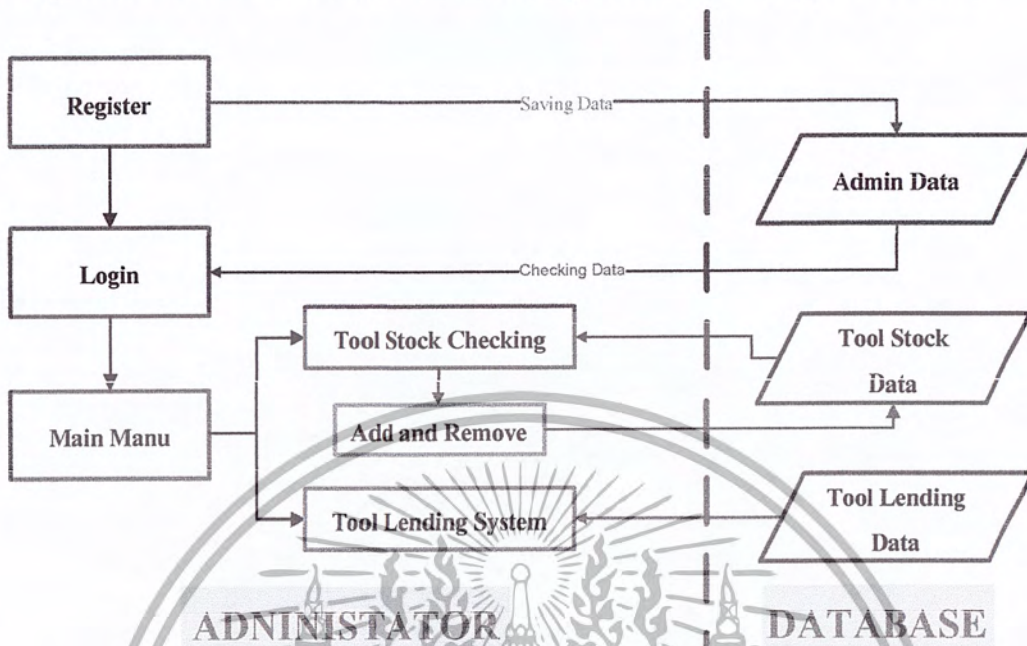 Register
Saving Data
Admin Data
Login
Checking Data
Tool Stock Checking
Tool Stock
Data
Main Manu
Add and Remove
Tool Lending System
Tool Lending
Data
ADNINISTATOR
DATABASE